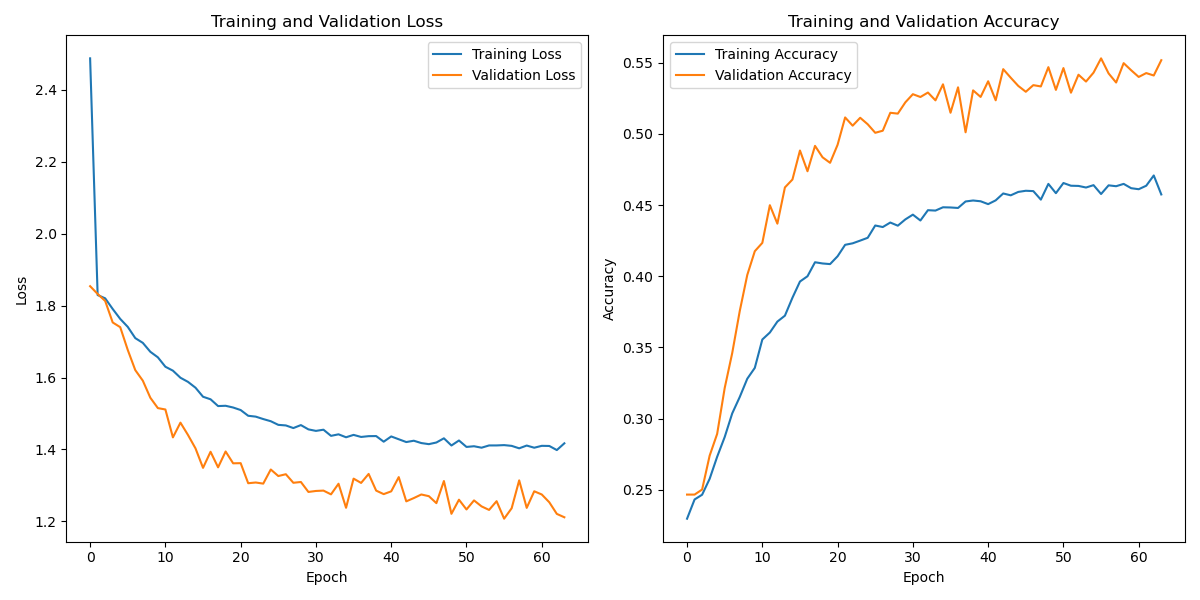 Training and Validation Loss
Training Loss
Validation Loss
2.4
2.2
2.0
1.8
1.6
1.4
1.2
Loss
0 10 20 30 40 50 60
Epoch
Training and Validation Accuracy
Training Accuracy
Validation Accuracy
0.55
0.50
0.45
0.40
0.35
0.30
0.25
Accuracy
0 10 20 30 40 50 60
Epoch